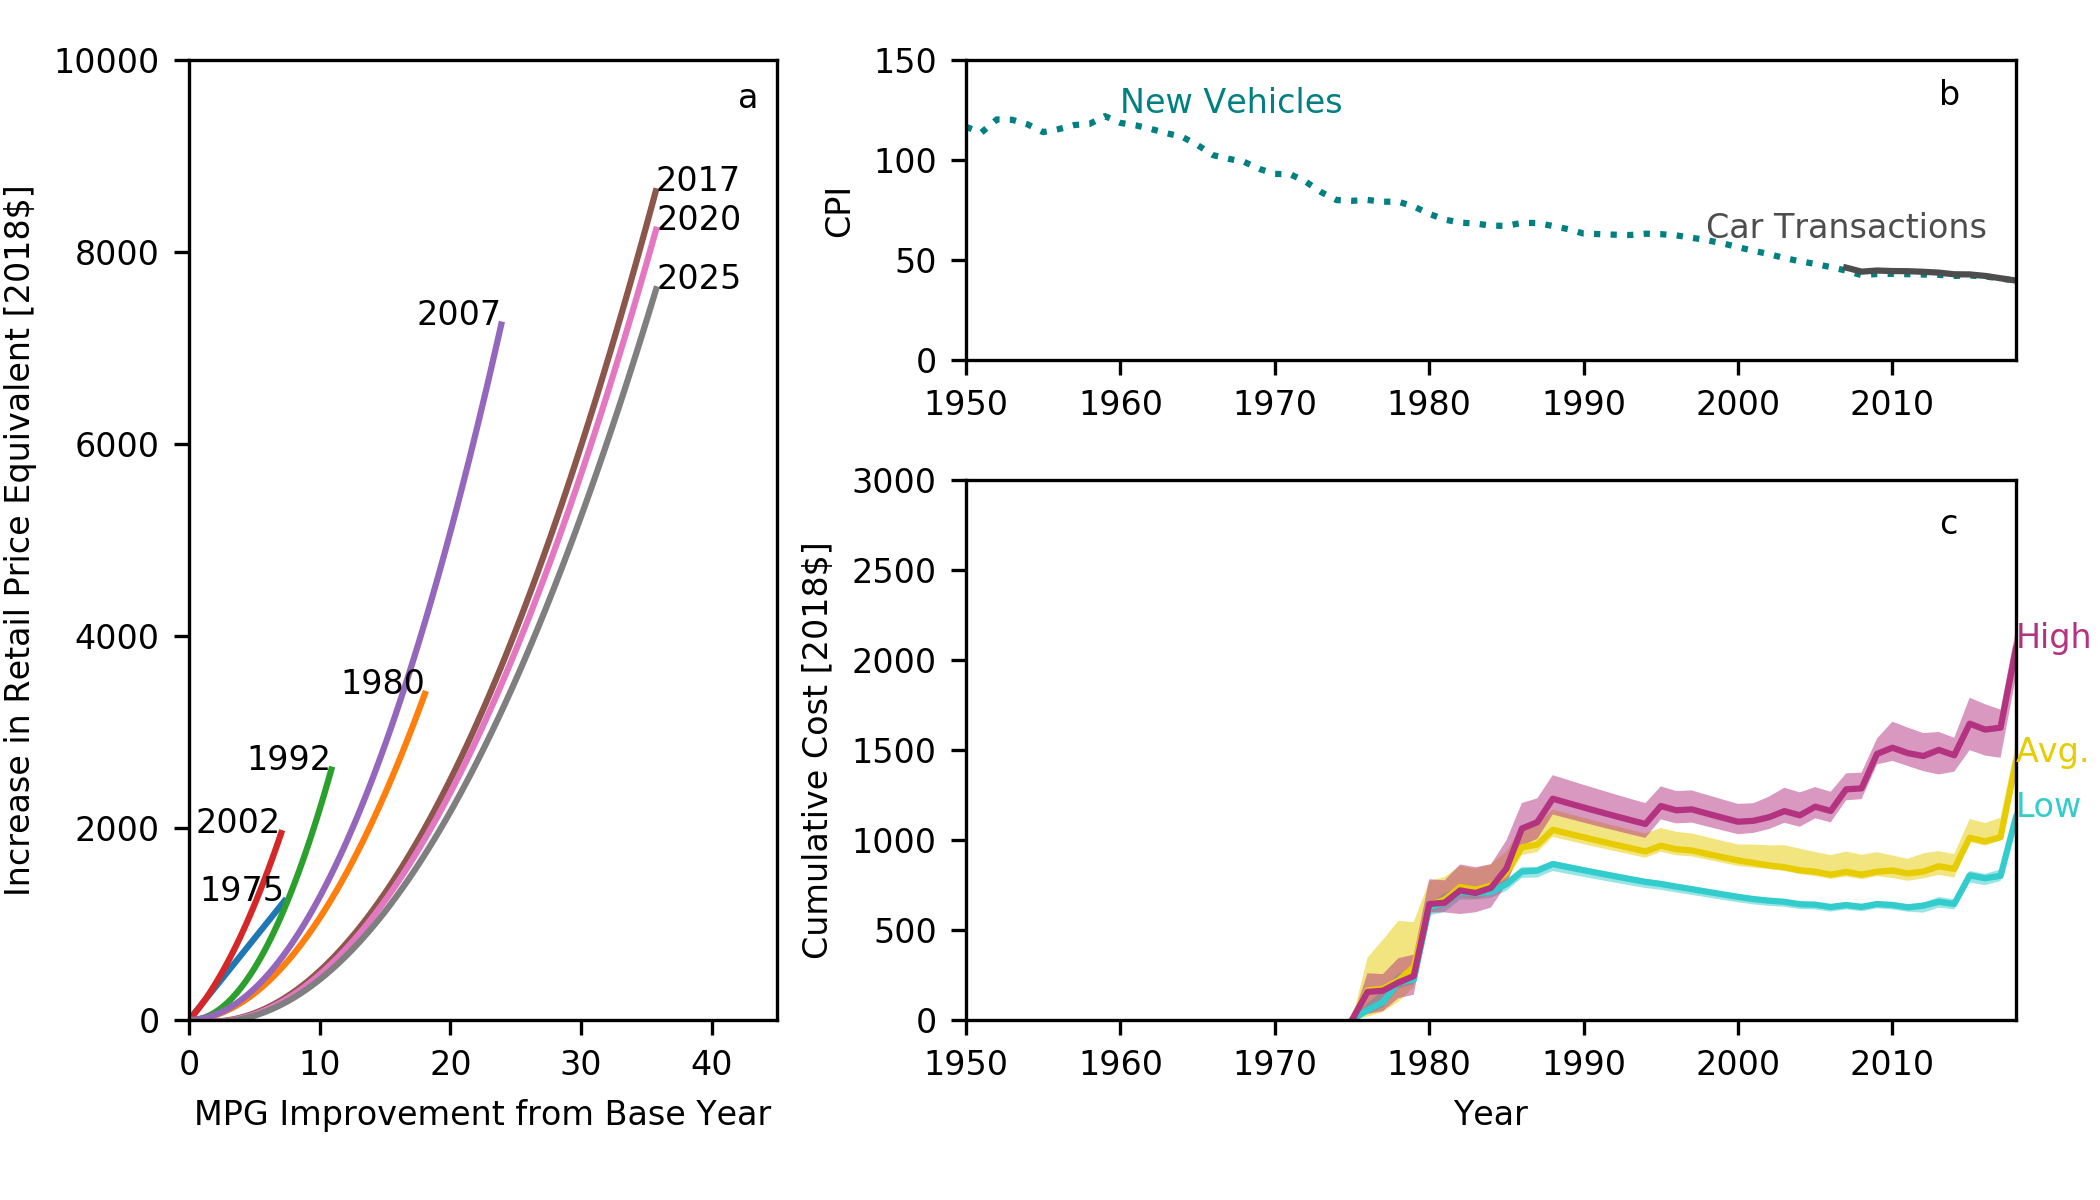 a
10000
8000
6000
4000
2000
0
0 10 20 30 40
Increase in Retail Price Equivalent [2018$]
MPG Improvement from Base Year
2017
2020
2025
2007
1980
1992
2002
1975
b
150
100
50
0
CPI
New Vehicles
Car Transactions
1950 1960 1970 1980 1990 2000 2010
c
3000
2500
2000
1500
1000
500
0
Cumulative Cost [2018$]
High
Avg.
Low
1950 1960 1970 1980 1990 2000 2010
Year